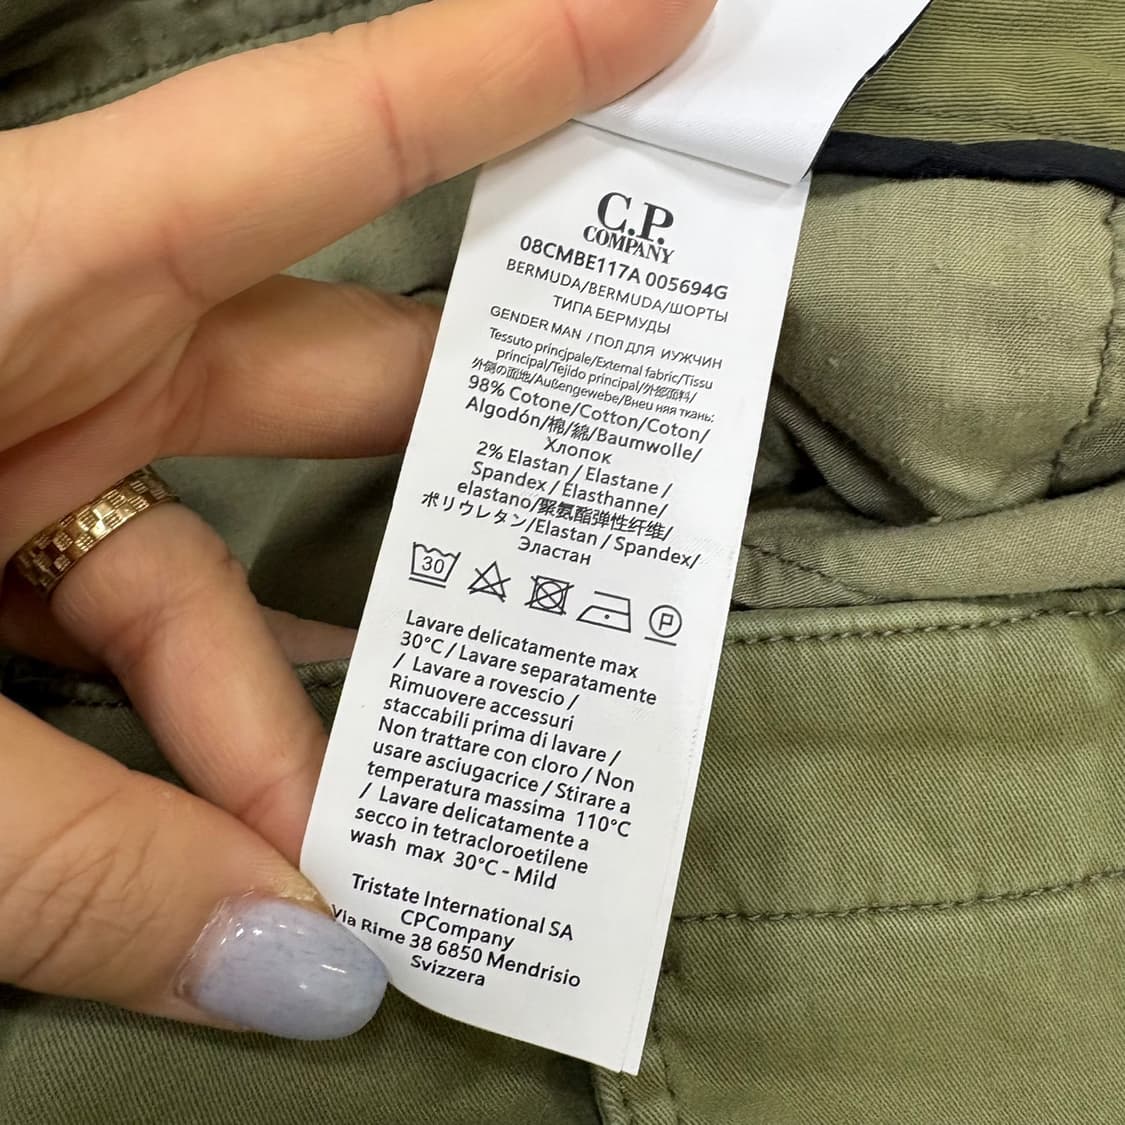 C.P.
COMPANY
08CMBE117A 005694G
BERMUDA/BERMUDA/ШОРТЫ
ТИПА БЕРМУДЫ
GENDER MAN / ПОЛ ДЛЯ ИУЖЧИН
Tessuto principale/External fabric/Tissu
principal/Tejido principal/外部面料/
外側の面地/Außengewebe/Внеш няя ткань:
98% Cotone/Cotton/Coton/
Algodón/棉/綿/Baumwolle/
Хлопок
2% Elastan / Elastane /
Spandex / Élasthanne/
elastano/聚氨酯弹性纤维/
ポリウレタン/Elastan / Spandex/
Эластан
30 P
Lavare delicatamente max
30°C / Lavare separatamente
/ Lavare a rovescio /
Rimuovere accessuri
staccabili prima di lavare /
Non trattare con cloro / Non
usare asciugacrice / Stirare a
temperatura massima 110°C
/ Lavare delicatamente a
secco in tetracloroetilene
wash max 30°C - Mild
Tristate International SA
CPCompany
Via Rime 38 6850 Mendrisio
Svizzera